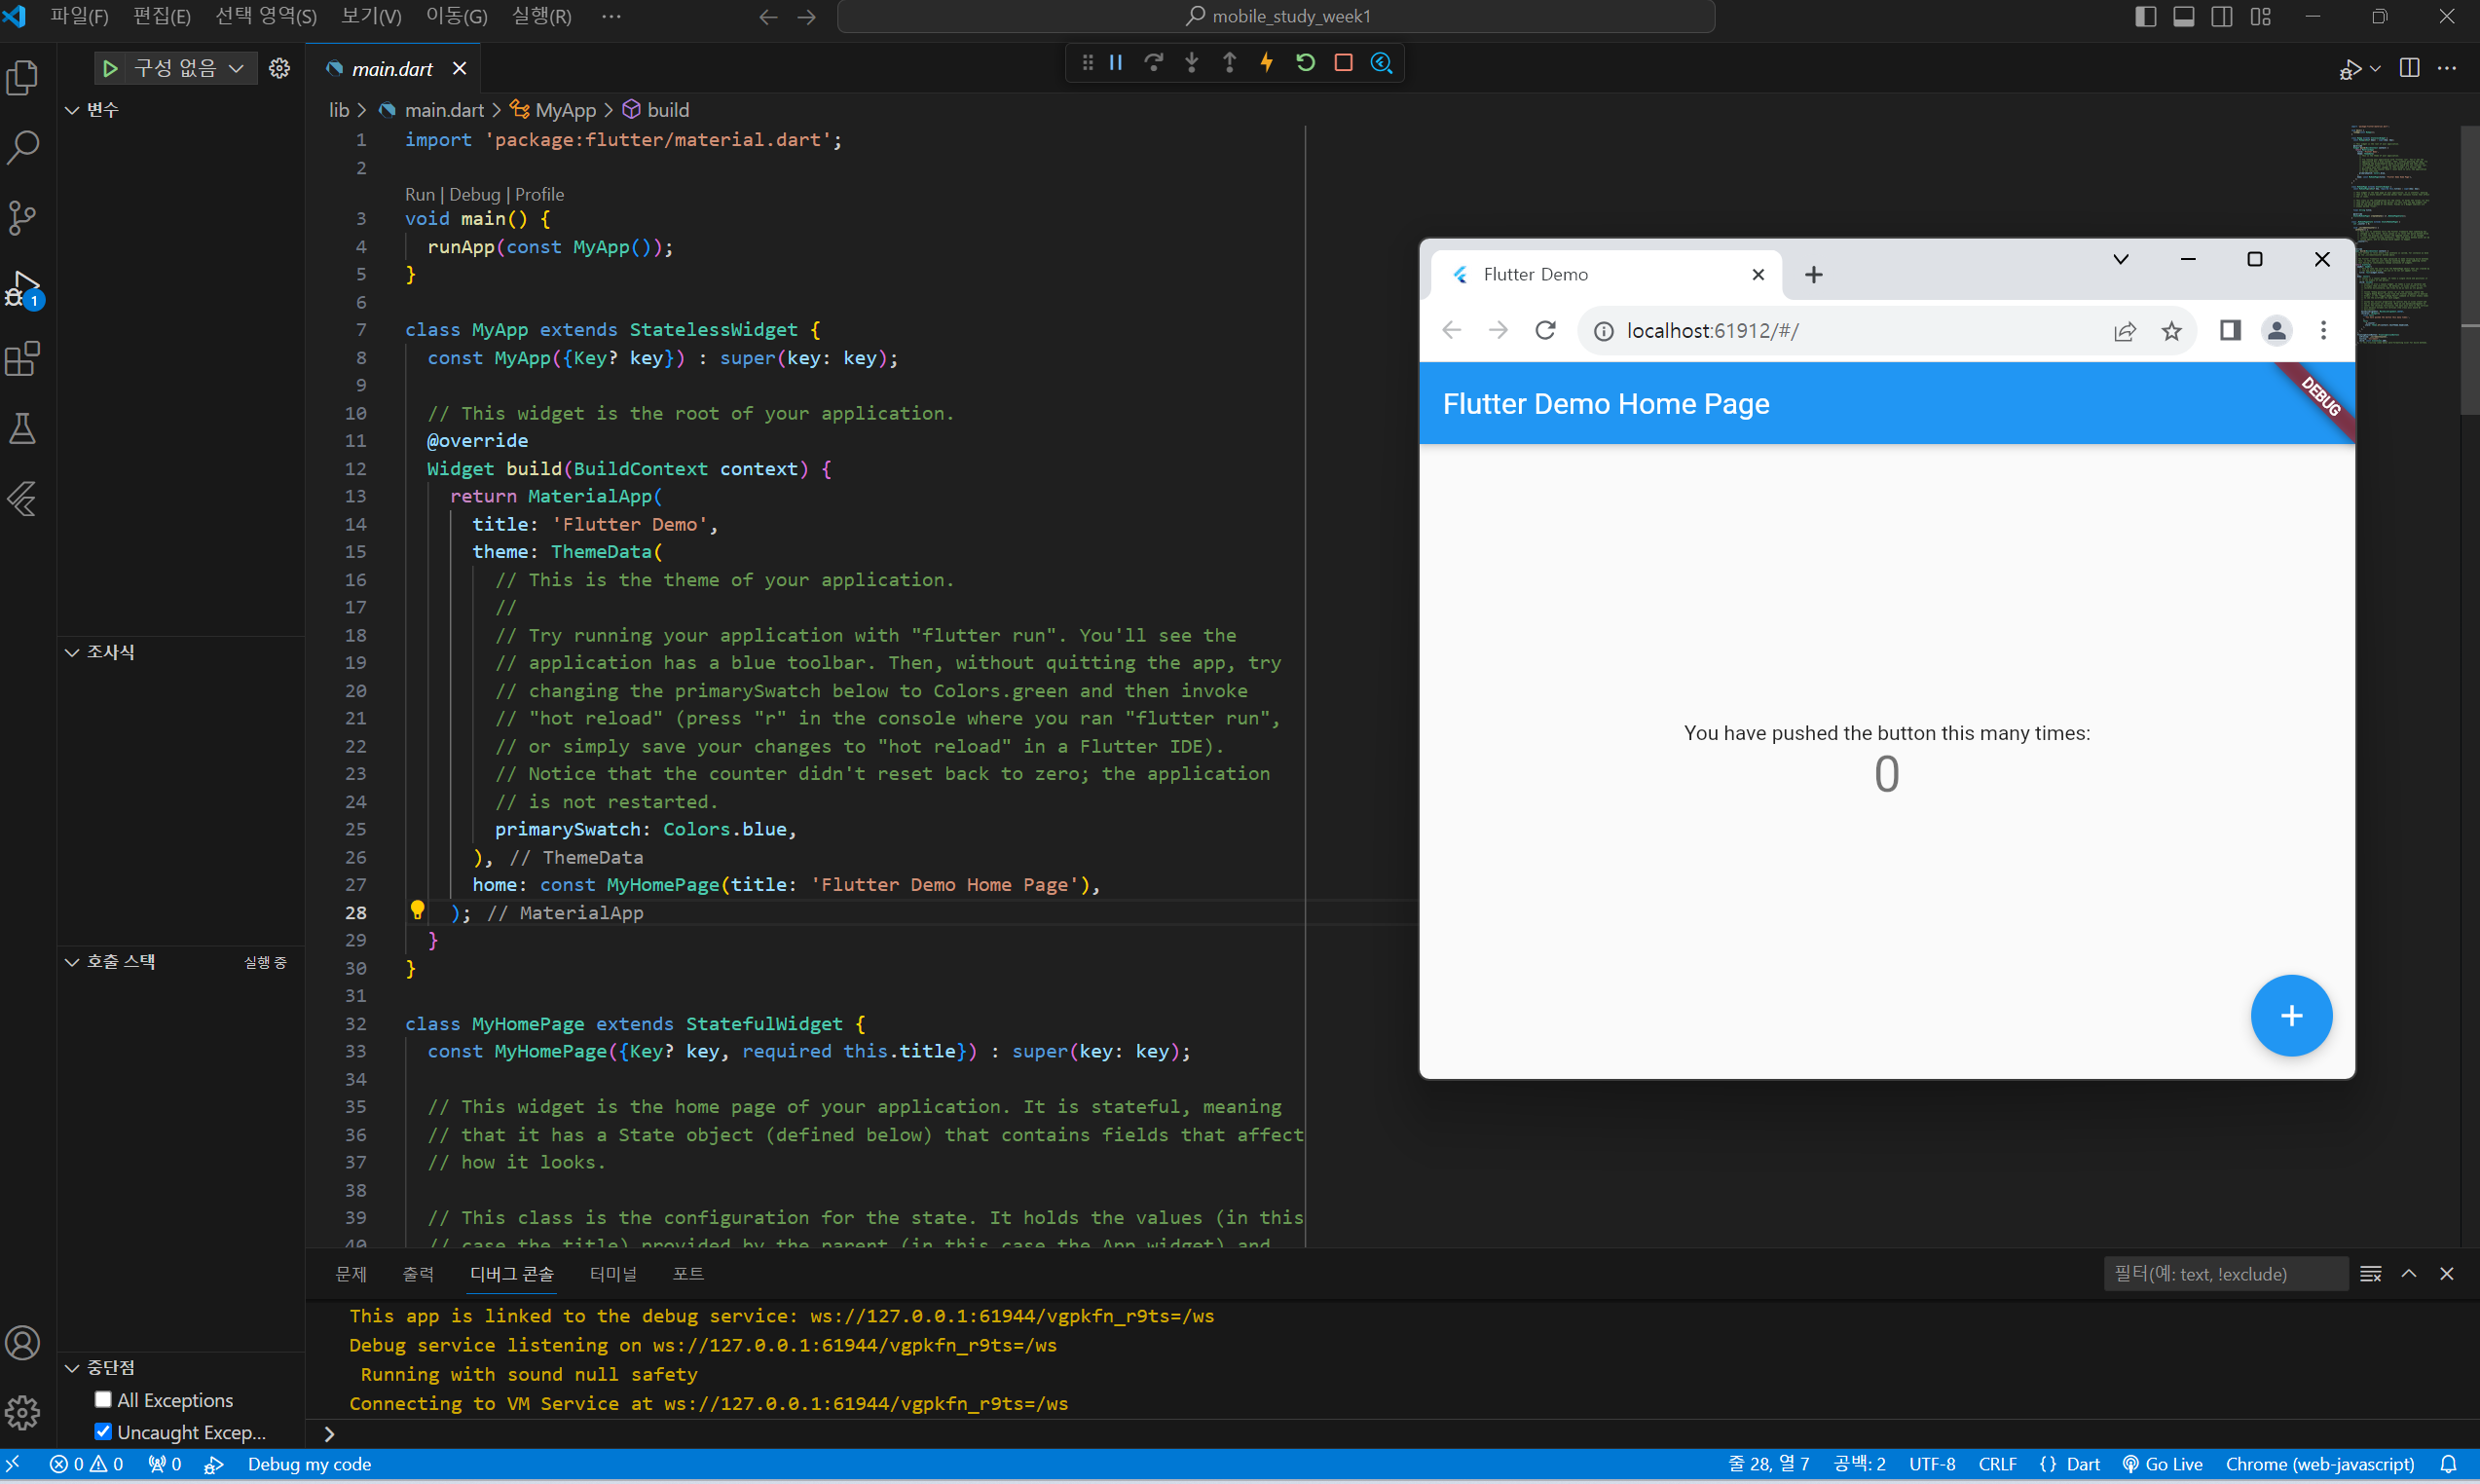 파일(F) 편집(E) 선택 영역(S) 보기(V) 이동(G) 실행(R) ···
mobile_study_week1
구성 없음
main.dart
lib > main.dart > MyApp > build
변수
조사식
호출 스택 실행 중
중단점
All Exceptions
Uncaught Excep...
1
1 import 'package:flutter/material.dart';
2
Run | Debug | Profile
3 void main() {
4 runApp(const MyApp());
5 }
6
7 class MyApp extends StatelessWidget {
8 const MyApp({Key? key}) : super(key: key);
9
10 // This widget is the root of your application.
11 @override
12 Widget build(BuildContext context) {
13 return MaterialApp(
14 title: 'Flutter Demo',
15 theme: ThemeData(
16 // This is the theme of your application.
17 //
18 // Try running your application with "flutter run". You'll see the
19 // application has a blue toolbar. Then, without quitting the app, try
20 // changing the primarySwatch below to Colors.green and then invoke
21 // "hot reload" (press "r" in the console where you ran "flutter run",
22 // or simply save your changes to "hot reload" in a Flutter IDE).
23 // Notice that the counter didn't reset back to zero; the application
24 // is not restarted.
25 primarySwatch: Colors.blue,
26 ), // ThemeData
27 home: const MyHomePage(title: 'Flutter Demo Home Page'),
28 ); // MaterialApp
29 }
30 }
31
32 class MyHomePage extends StatefulWidget {
33 const MyHomePage({Key? key, required this.title}) : super(key: key);
34
35 // This widget is the home page of your application. It is stateful, meaning
36 // that it has a State object (defined below) that contains fields that affect
37 // how it looks.
38
39 // This class is the configuration for the state. It holds the values (in this
40 // case the title) provided by the parent (in this case the App widget) and
Flutter Demo
localhost:61912/#/
Flutter Demo Home Page
DEBUG
You have pushed the button this many times:
0
문제 출력 디버그 콘솔 터미널 포트
필터(예: text, !exclude)
This app is linked to the debug service: ws://127.0.0.1:61944/vgpkfn_r9ts=/ws
Debug service listening on ws://127.0.0.1:61944/vgpkfn_r9ts=/ws
Running with sound null safety
Connecting to VM Service at ws://127.0.0.1:61944/vgpkfn_r9ts=/ws
0 0 0 Debug my code
줄 28, 열 7 공백: 2 UTF-8 CRLF {} Dart Go Live Chrome (web-javascript)